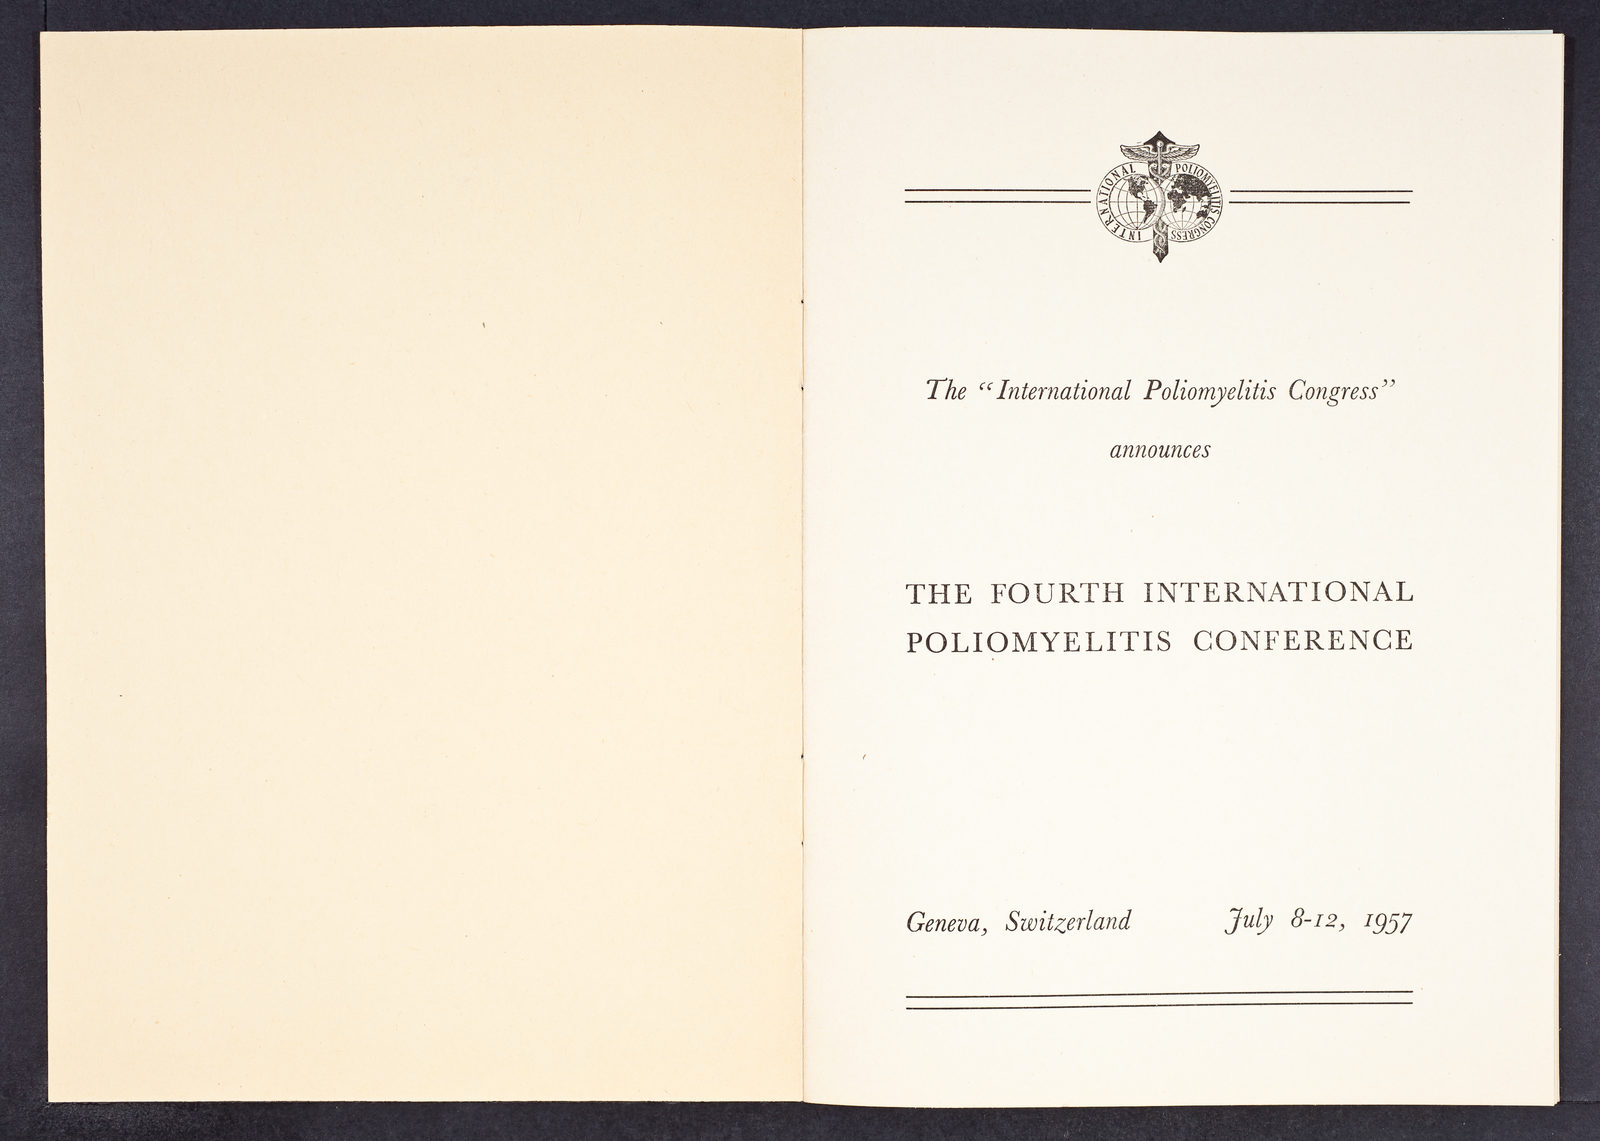 INTERNATIONAL POLIOMYELITIS CONGRESS
The “International Poliomyelitis Congress”
announces
THE FOURTH INTERNATIONAL
POLIOMYELITIS CONFERENCE
Geneva, Switzerland July 8-12, 1957